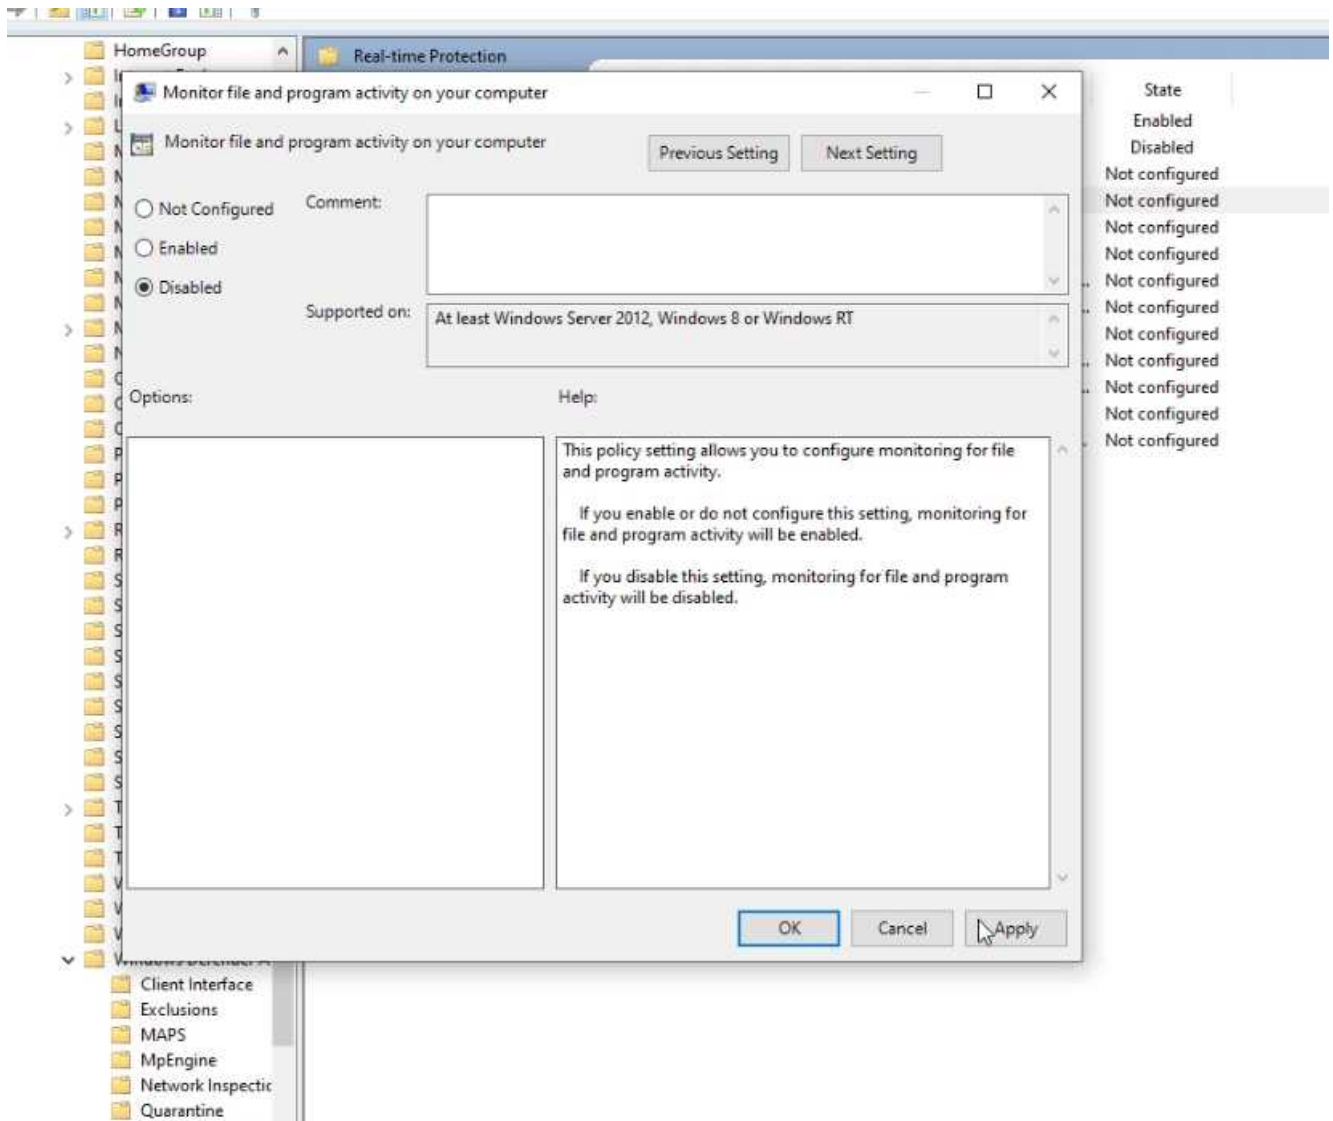 HomeGroup
Real-time Protection
Monitor file and program activity on your computer
State
Monitor file and program activity on your computer
Previous Setting
Next Setting
Enabled
Disabled
Not configured
Not configured
Not configured
Not configured
Not configured
Not configured
Not configured
Not configured
Not configured
Not configured
Not configured
Not Configured
Enabled
Disabled
Comment:
Supported on:
At least Windows Server 2012, Windows 8 or Windows RT
Options:
Help:
This policy setting allows you to configure monitoring for file
and program activity.
If you enable or do not configure this setting, monitoring for
file and program activity will be enabled.
If you disable this setting, monitoring for file and program
activity will be disabled.
OK
Cancel
Apply
Client Interface
Exclusions
MAPS
MpEngine
Network Inspectic
Quarantine